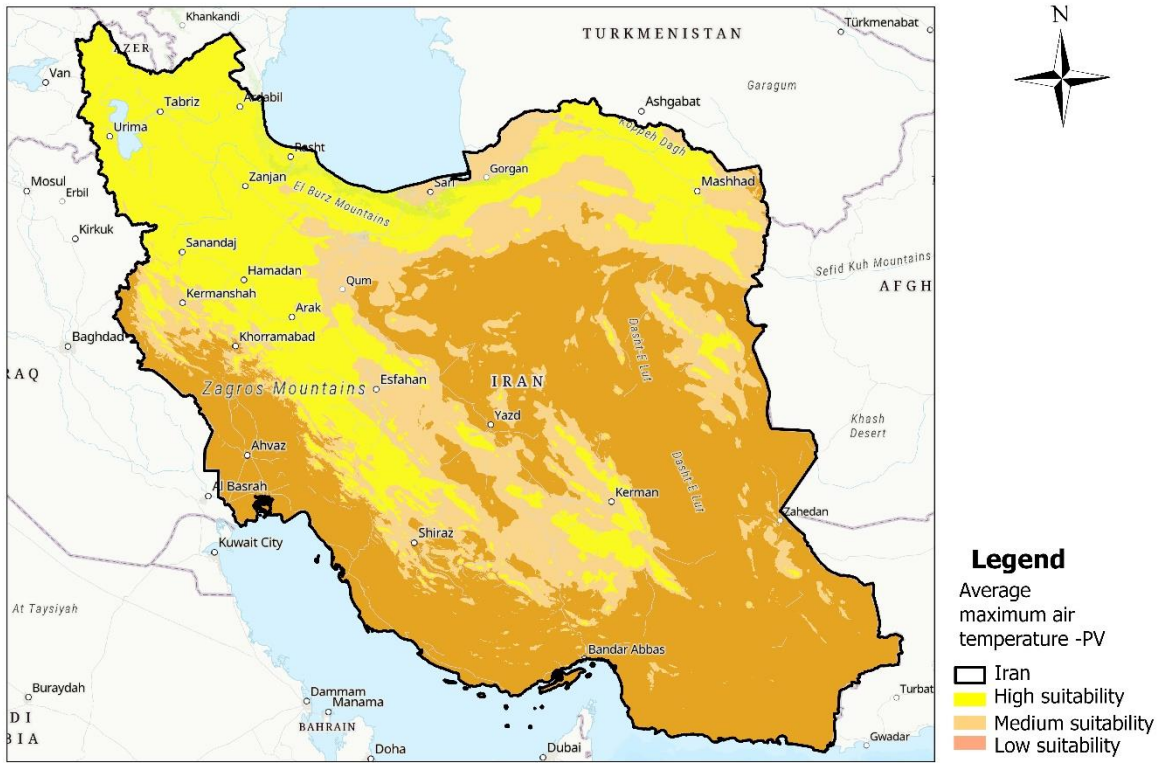 Khankandi
TURKMENISTAN
Türkmenabat
N
AZER
Van
Garagum
Tabriz
Ardabil
Ashgabat
Urima
Koppeh Dagh
Rasht
Mosul
Erbil
Zanjan
El Burz Mountains
Sari
Gorgan
Mashhad
Kirkuk
Sanandaj
Sefid Kuh Mountains
Hamadan
Qum
AFGH
Kermanshah
Arak
Baghdad
Khorramabad
Dasht-E Lut
RAQ
Zagros Mountains
Esfahan
IRAN
Yazd
Khash
Desert
Ahvaz
Dasht-E Lut
Al Basrah
Kerman
Zahedan
Kuwait City
Shiraz
At Taysiyah
Bandar Abbas
Buraydah
Dammam
Manama
Turbat
DI
BIA
BAHRAIN
Doha
Dubai
Gwadar
Legend
Average
maximum air
temperature -PV
Iran
High suitability
Medium suitability
Low suitability